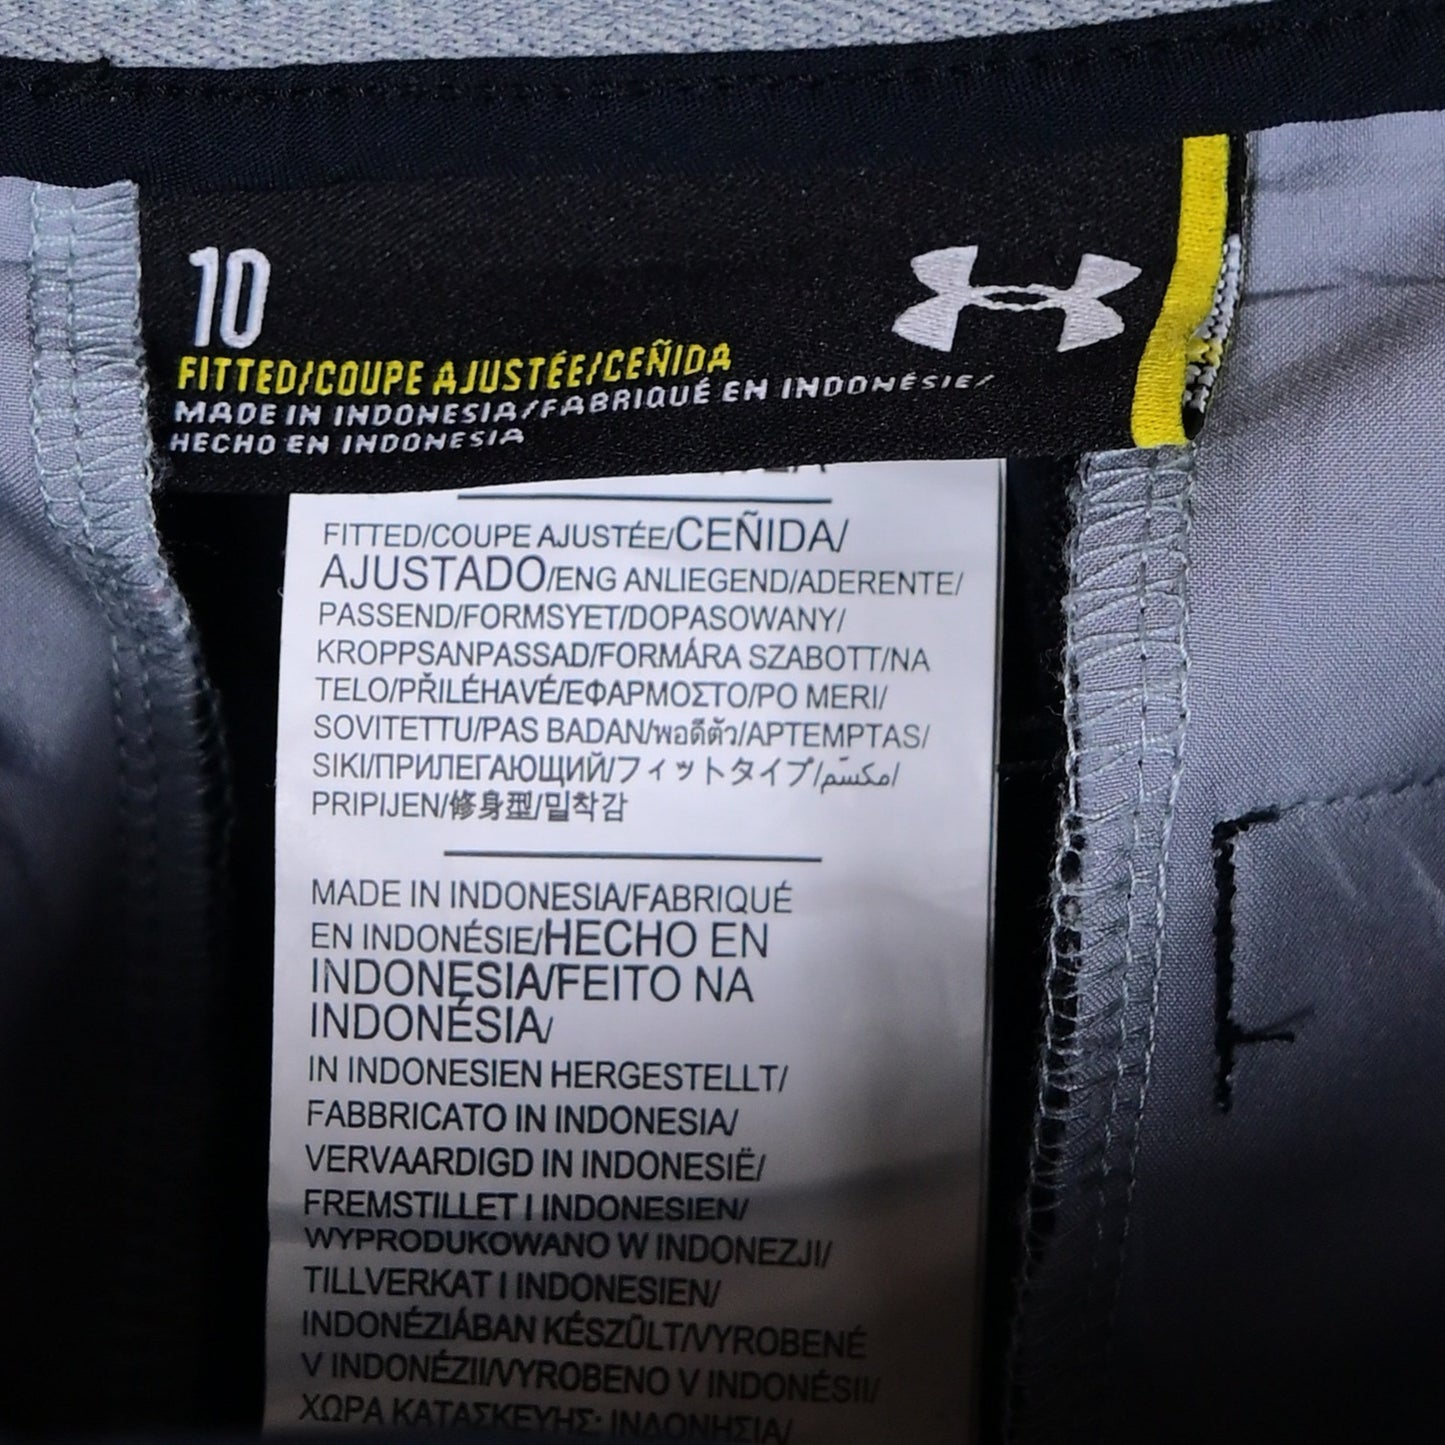 10
FITTED/COUPE AJUSTÉE/CEÑIDA
MADE IN INDONESIA/FABRIQUÉ EN INDONÉSIE/
HECHO EN INDONESIA
FITTED/COUPE AJUSTÉE/CEÑIDA/
AJUSTADO/ENG ANLIEGEND/ADERENTE/
PASSEND/FORMSYET/DOPASOWANY/
KROPPSANPASSAD/FORMÁRA SZABOTT/NA
TELO/PŘILÉHAVÉ/ΕΦΑΡΜΟΣΤΟ/PO MERI/
SOVITETTU/PAS BADAN/พอดีตัว/APTEMPTAS/
SIKI/ПРИЛЕГАЮЩИЙ/フィットタイプ/مكسّم/
PRIPIJEN/修身型/밀착감
MADE IN INDONESIA/FABRIQUÉ
EN INDONÉSIE/HECHO EN
INDONESIA/FEITO NA
INDONÉSIA/
IN INDONESIEN HERGESTELLT/
FABBRICATO IN INDONESIA/
VERVAARDIGD IN INDONESIË/
FREMSTILLET I INDONESIEN/
WYPRODUKOWANO W INDONEZJI/
TILLVERKAT I INDONESIEN/
INDONÉZIÁBAN KÉSZÜLT/VYROBENÉ
V INDONÉZII/VYROBENO V INDONÉSII/
ΧΩΡΑ ΚΑΤΑΣΚΕΥΗΣ: ΙΝΔΟΝΗΣΙΑ/